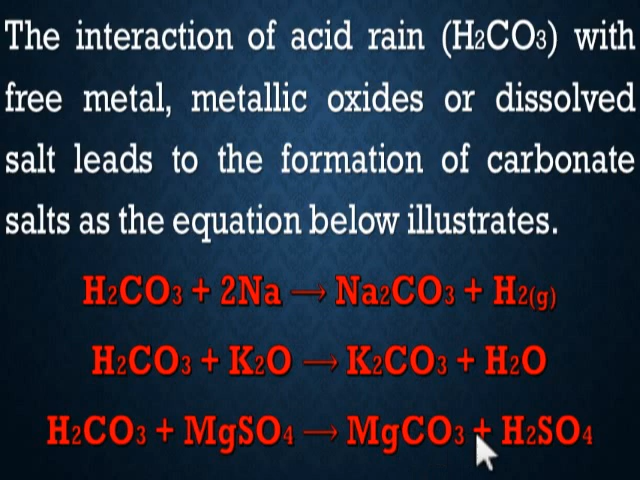 The interaction of acid rain (H2CO3) with
free metal, metallic oxides or dissolved
salt leads to the formation of carbonate
salts as the equation below illustrates.
H2CO3 + 2Na → Na2CO3 + H2(g)
H2CO3 + K2O → K2CO3 + H2O
H2CO3 + MgSO4 → MgCO3 + H2SO4